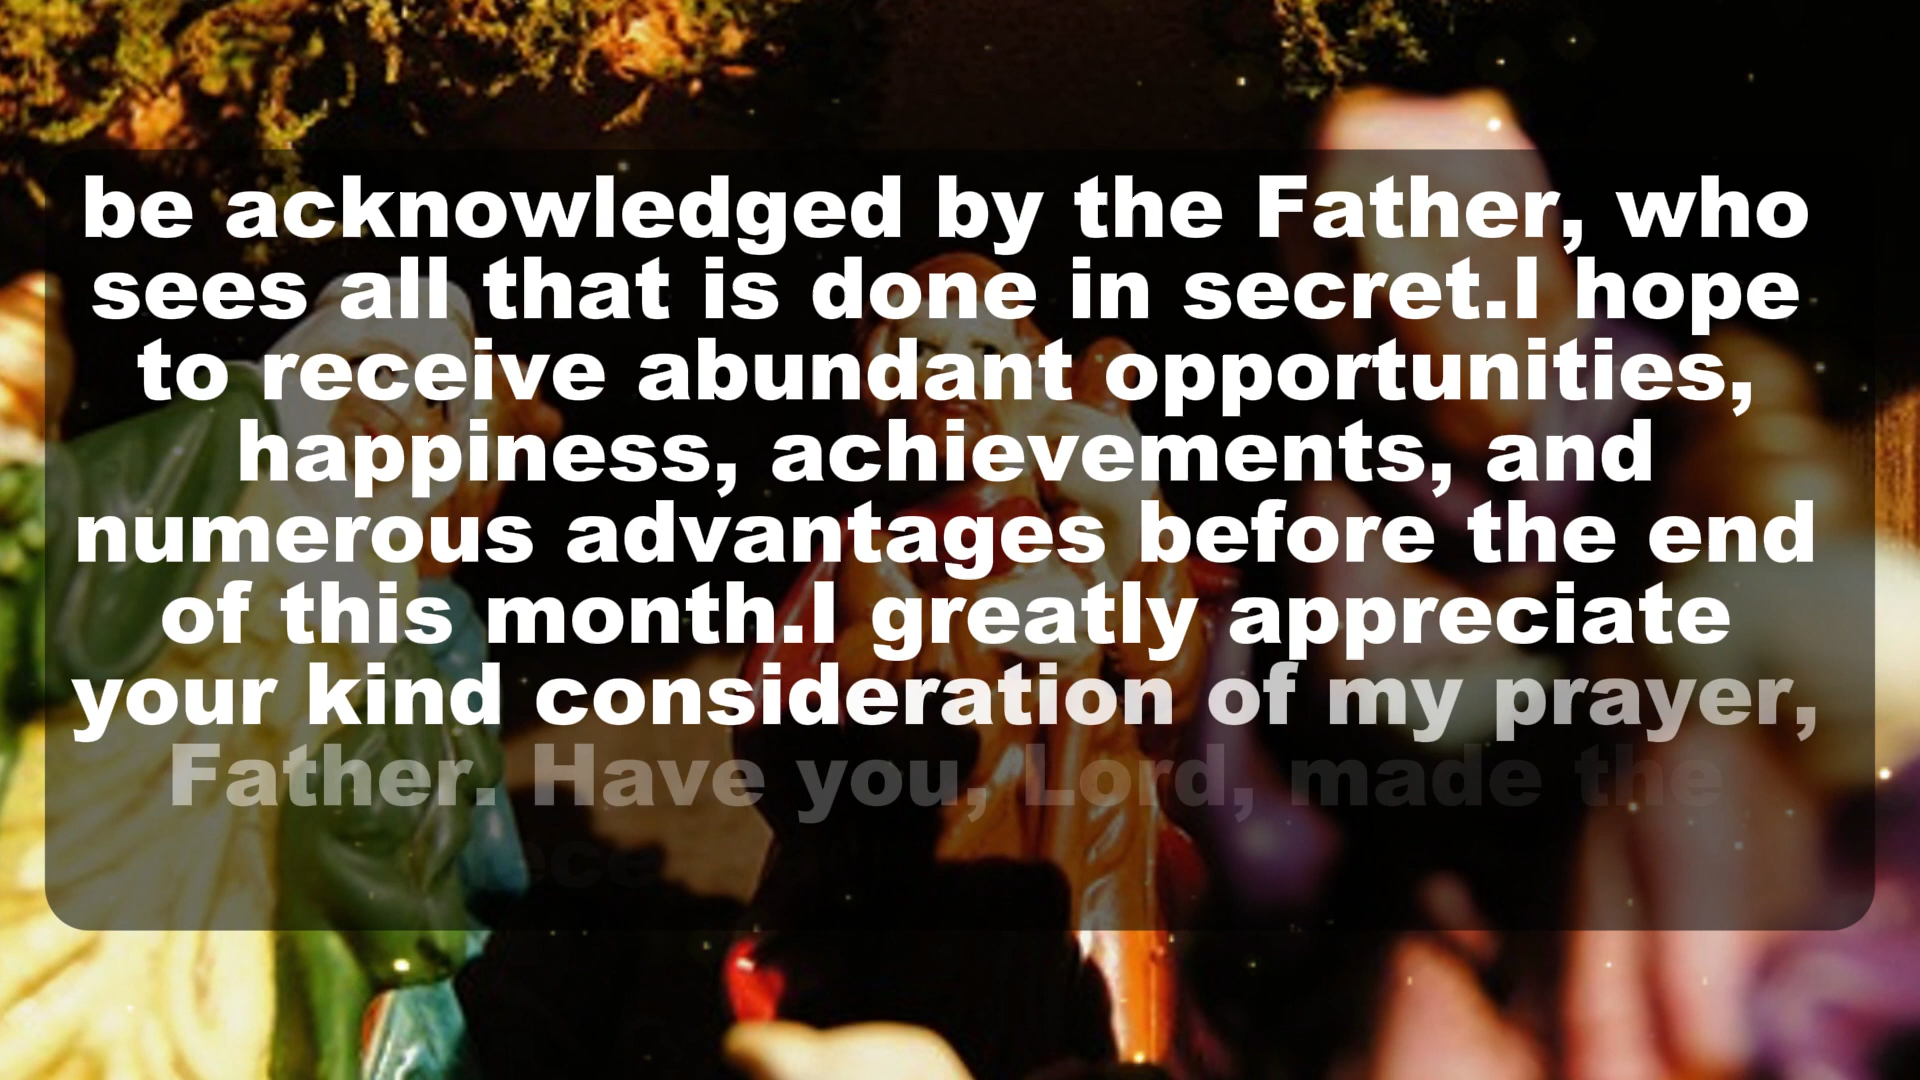 be acknowledged by the Father, who
sees all that is done in secret.I hope
to receive abundant opportunities,
happiness, achievements, and
numerous advantages before the end
of this month.I greatly appreciate
your kind consideration of my prayer,
Father. Have you, Lord, made the